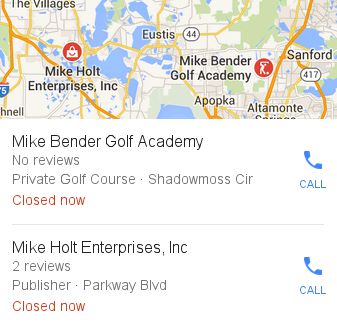 The Villages
Eustis
44
Sanford
Mike Bender
Golf Academy
Mike Holt
Enterprises, Inc
417
Apopka
Altamonte
Springs
Mike Bender Golf Academy
No reviews
Private Golf Course · Shadowmoss Cir
CALL
Closed now
Mike Holt Enterprises, Inc
2 reviews
Publisher · Parkway Blvd
CALL
Closed now